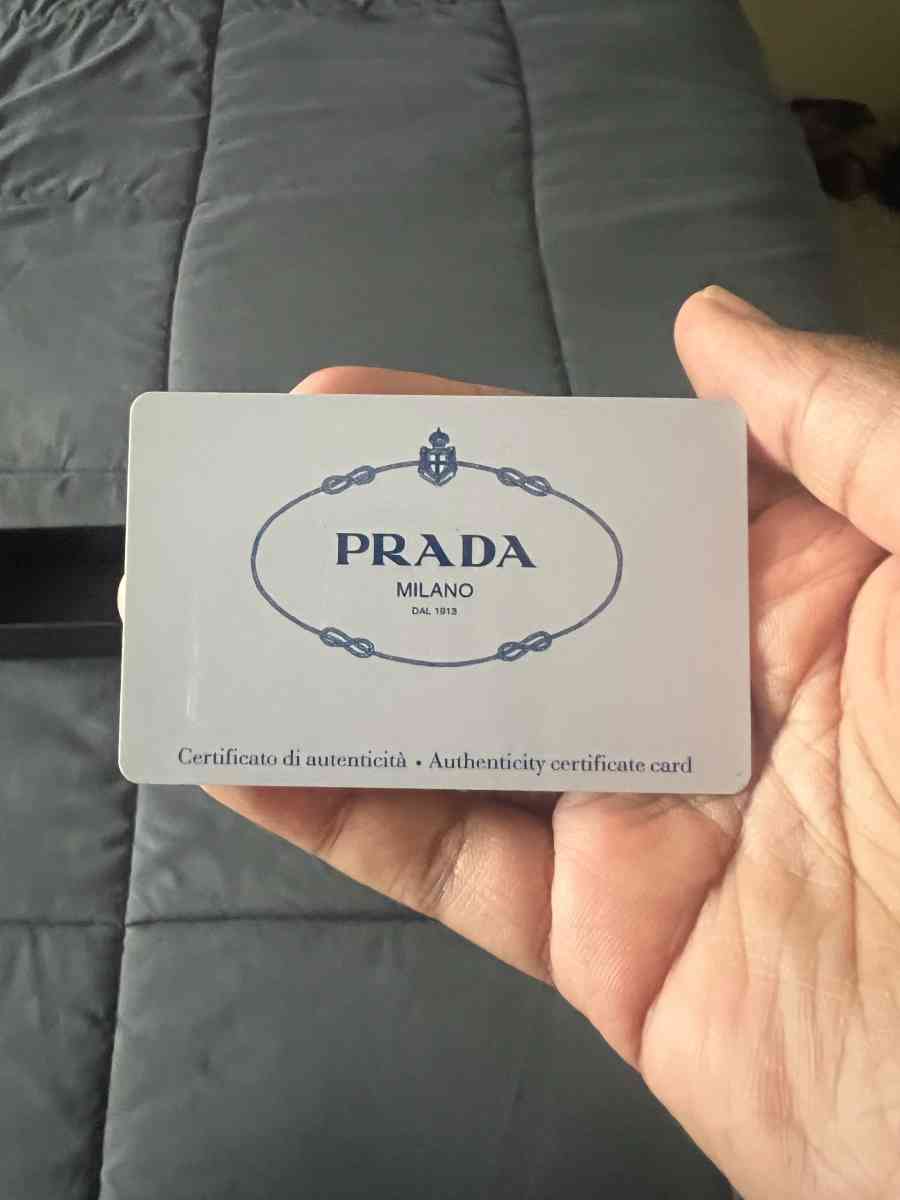 PRADA
MILANO
DAL 1913
Certificato di autenticità • Authenticity certificate card